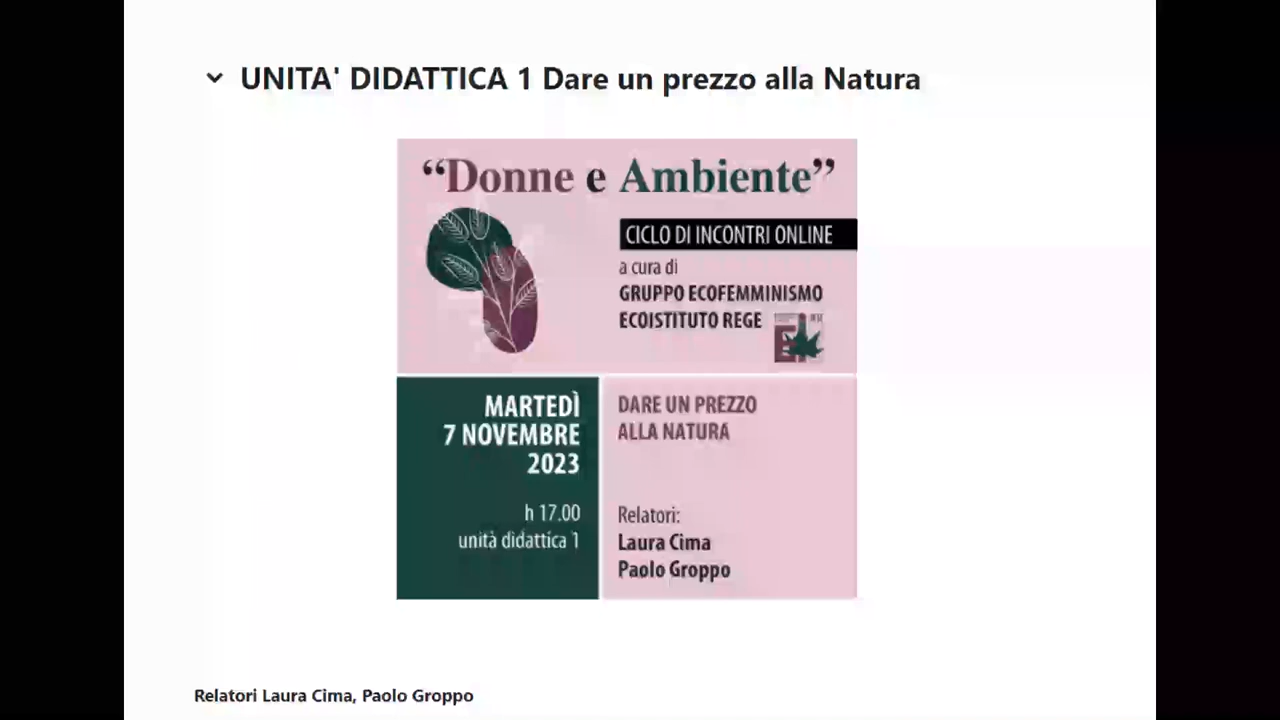 UNITA' DIDATTICA 1 Dare un prezzo alla Natura
“Donne e Ambiente”
CICLO DI INCONTRI ONLINE
a cura di
GRUPPO ECOFEMMINISMO
ECOISTITUTO REGE
MARTEDÌ
7 NOVEMBRE
2023
h 17.00
unità didattica 1
DARE UN PREZZO
ALLA NATURA
Relatori:
Laura Cima
Paolo Groppo
Relatori Laura Cima, Paolo Groppo